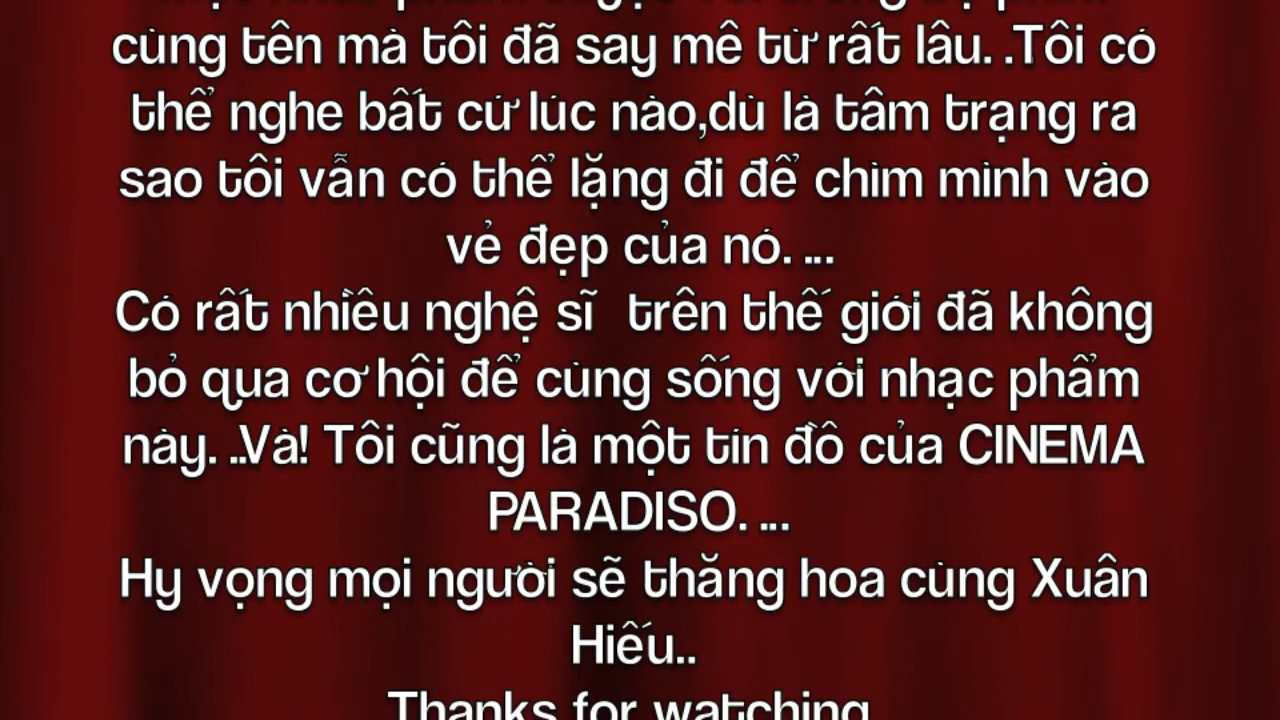 cùng tên mà tôi đã say mê từ rất lâu. .Tôi có
thể nghe bất cứ lúc nào,dù là tâm trạng ra
sao tôi vẫn có thể lặng đi để chìm mình vào
vẻ đẹp của nó. ...
Có rất nhiều nghệ sĩ trên thế giới đã không
bỏ qua cơ hội để cùng sống với nhạc phẩm
này. ..Và! Tôi cũng là một tín đồ của CINEMA
PARADISO. ...
Hy vọng mọi người sẽ thăng hoa cùng Xuân
Hiếu..
Thanks for watching